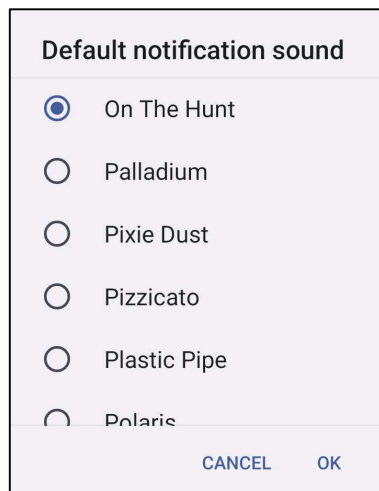 Default notification sound
On The Hunt
Palladium
Pixie Dust
Pizzicato
Plastic Pipe
Polaris
CANCEL OK